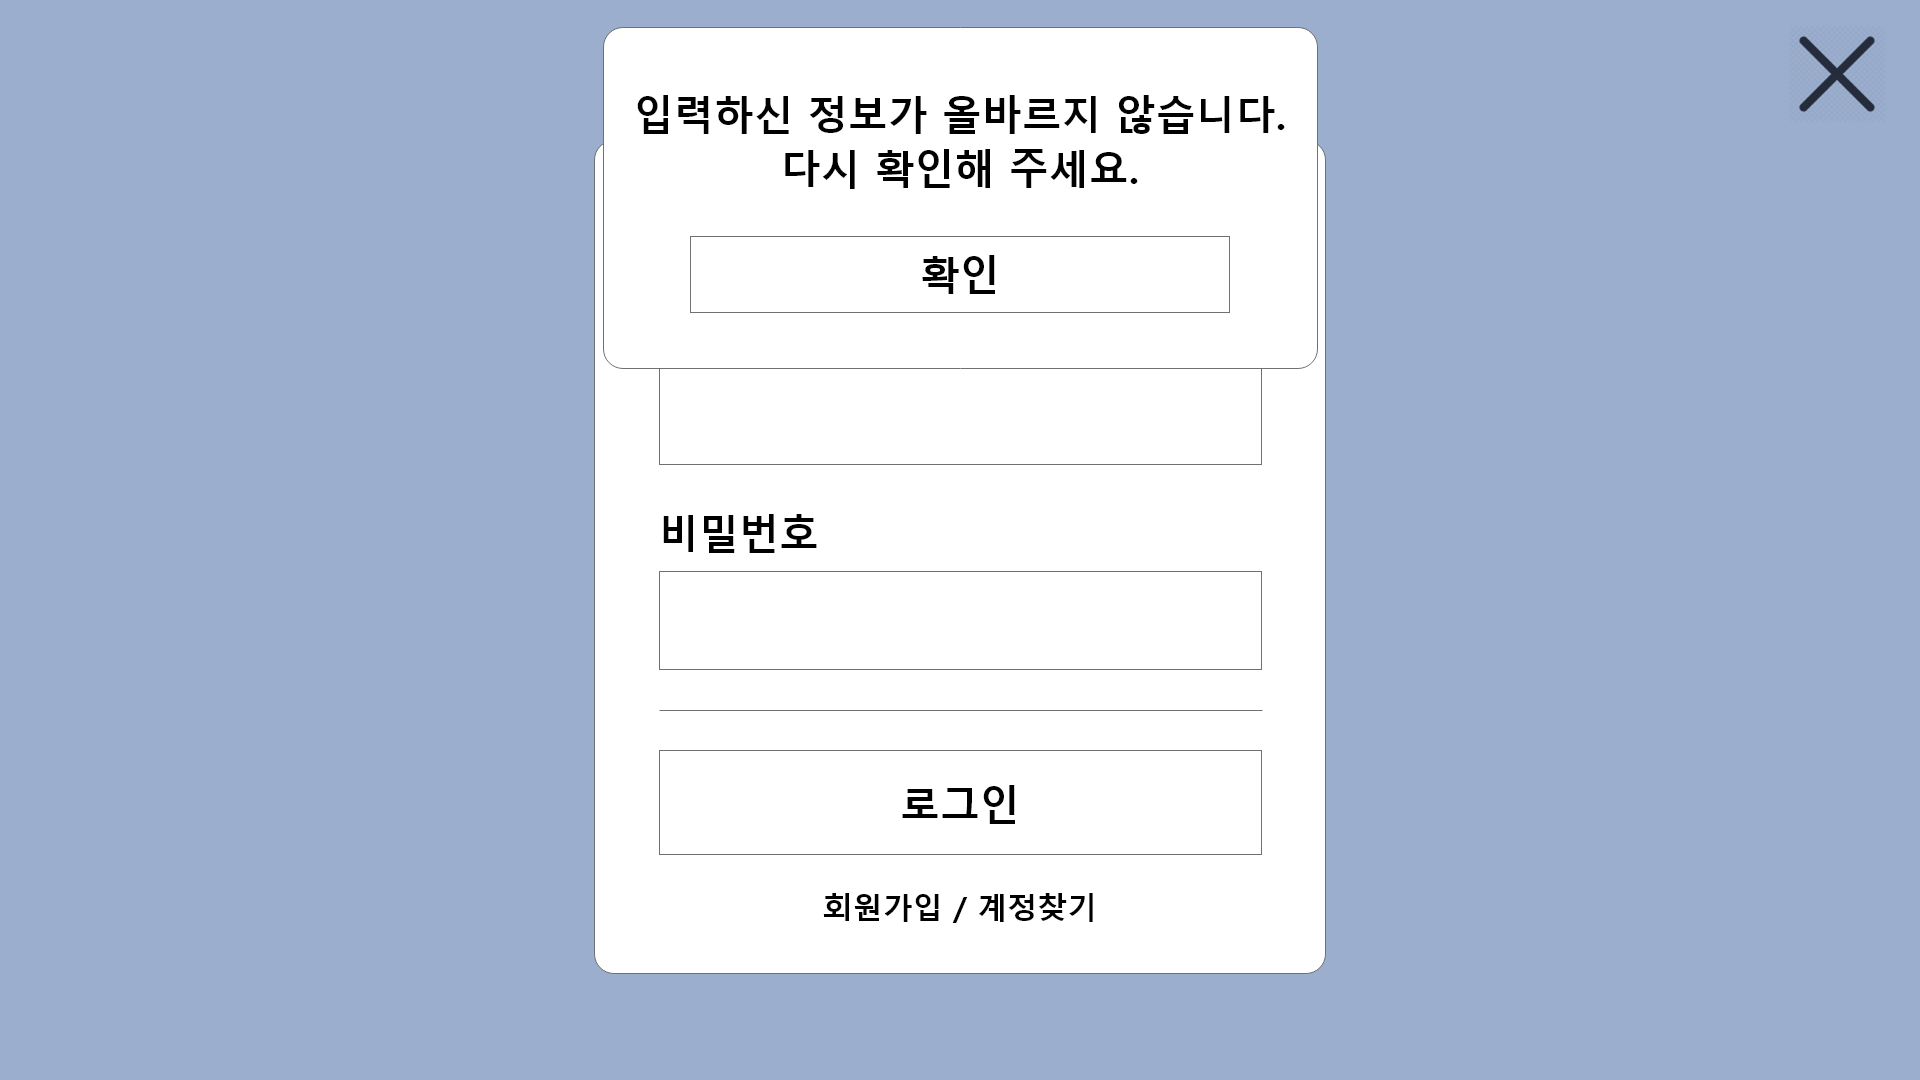 입력하신 정보가 올바르지 않습니다.
다시 확인해 주세요.
확인
비밀번호
로그인
회원가입 / 계정찾기